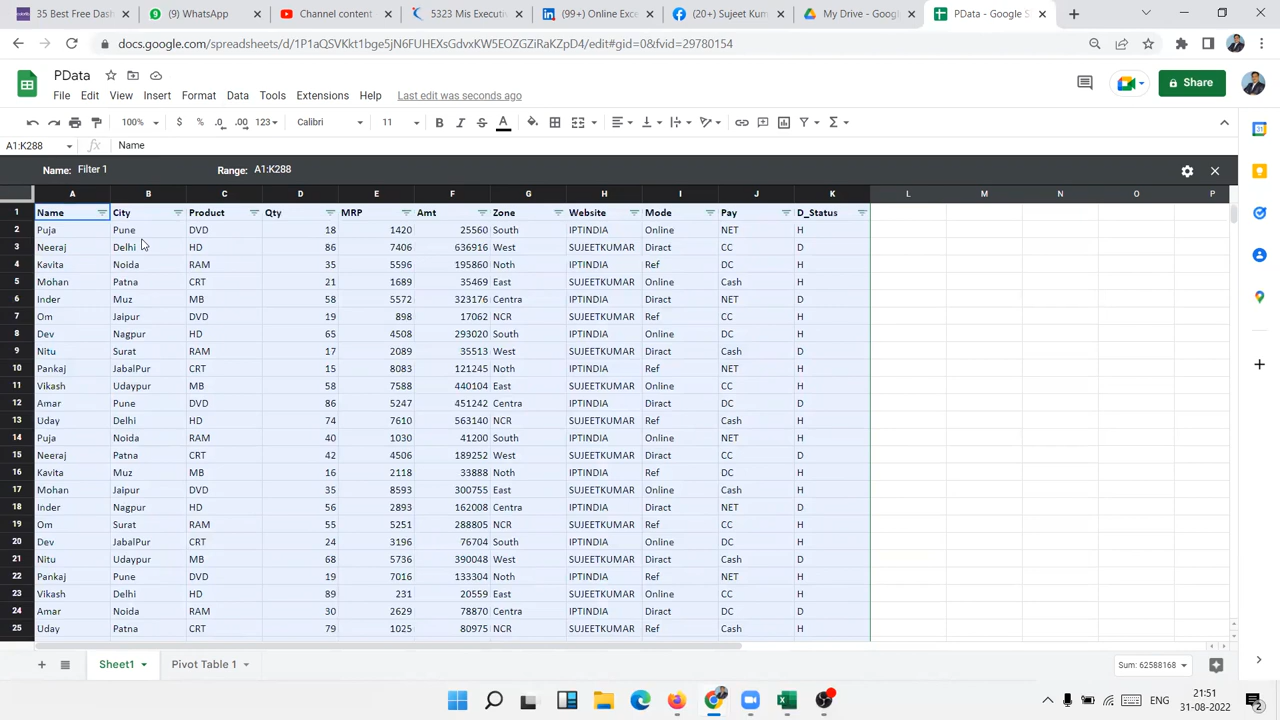 35 Best Free Dash
(9) WhatsApp
Channel content
5323 Mis Executi
(99+) Online Exce
(20+) Sujeet Kum
My Drive - Google
PData - Google S
docs.google.com/spreadsheets/d/1P1aQSVKkt1bge5jN6FUHEXsGdvxKW5EOZGZiRaKZpD4/edit#gid=0&fvid=29780154
PData
File Edit View Insert Format Data Tools Extensions Help Last edit was seconds ago
Share
100% $ % .0 .00 123 Calibri 11 B I S A
A1:K288 fx Name
Name: Filter 1 Range: A1:K288
A B C D E F G H I J K L M N O P
1 Name City Product Qty MRP Amt Zone Website Mode Pay D_Status
2 Puja Pune DVD 18 1420 25560 South IPTINDIA Online NET H
3 Neeraj Delhi HD 86 7406 636916 West SUJEETKUMAR Diract CC D
4 Kavita Noida RAM 35 5596 195860 Noth IPTINDIA Ref DC H
5 Mohan Patna CRT 21 1689 35469 East SUJEETKUMAR Online Cash H
6 Inder Muz MB 58 5572 323176 Centra IPTINDIA Diract NET D
7 Om Jaipur DVD 19 898 17062 NCR IPTINDIA Ref CC H
8 Dev Nagpur HD 65 4508 293020 South IPTINDIA Online DC H
9 Nitu Surat RAM 17 2089 35513 West SUJEETKUMAR Diract Cash D
10 Pankaj JabalPur CRT 15 8083 121245 Noth IPTINDIA Ref NET H
11 Vikash Udaypur MB 58 7588 440104 East SUJEETKUMAR Online CC H
12 Amar Pune DVD 86 5247 451242 Centra IPTINDIA Diract DC D
13 Uday Delhi HD 74 7610 563140 NCR SUJEETKUMAR Ref Cash H
14 Puja Noida RAM 40 1030 41200 South IPTINDIA Online NET H
15 Neeraj Patna CRT 42 4506 189252 West SUJEETKUMAR Diract CC D
16 Kavita Muz MB 16 2118 33888 Noth IPTINDIA Ref DC H
17 Mohan Jaipur DVD 35 8593 300755 East SUJEETKUMAR Online Cash H
18 Inder Nagpur HD 56 2893 162008 Centra IPTINDIA Diract NET D
19 Om Surat RAM 55 5251 288805 NCR SUJEETKUMAR Ref CC H
20 Dev JabalPur CRT 24 3196 76704 South IPTINDIA Online DC H
21 Nitu Udaypur MB 68 5736 390048 West SUJEETKUMAR Diract Cash D
22 Pankaj Pune DVD 19 7016 133304 Noth IPTINDIA Ref NET H
23 Vikash Delhi HD 89 231 20559 East SUJEETKUMAR Online CC H
24 Amar Noida RAM 30 2629 78870 Centra IPTINDIA Diract DC D
25 Uday Patna CRT 79 1025 80975 NCR SUJEETKUMAR Ref Cash H
Sheet1 Pivot Table 1 Sum: 62588168
ENG
21:51
31-08-2022
2